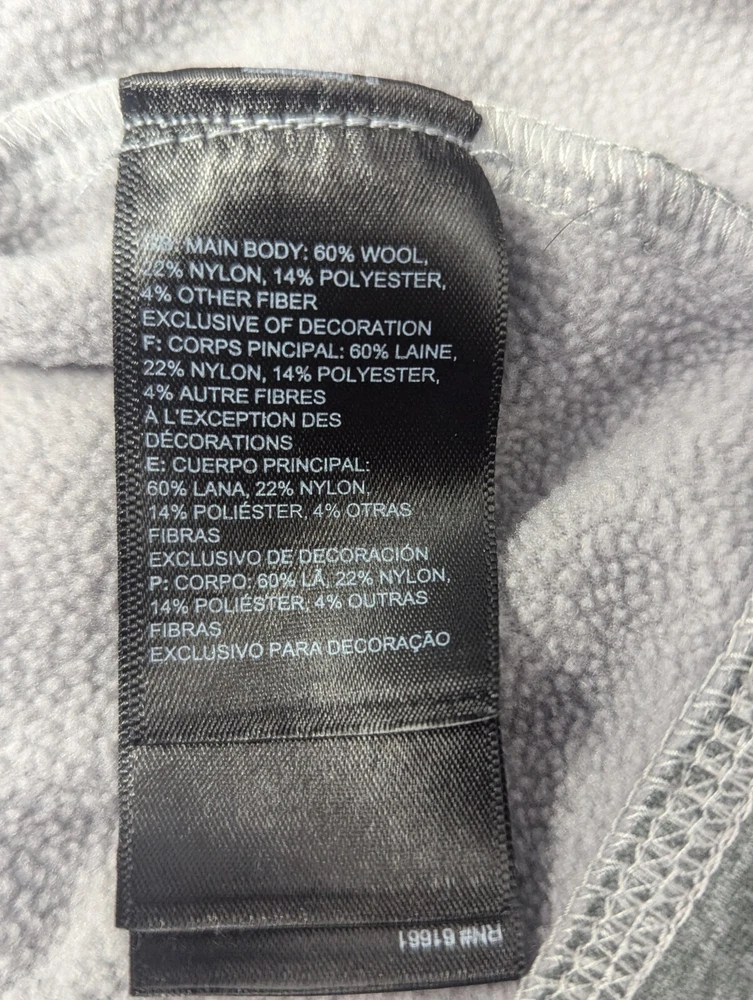 GB: MAIN BODY: 60% WOOL,
22% NYLON, 14% POLYESTER,
4% OTHER FIBER
EXCLUSIVE OF DECORATION
F: CORPS PINCIPAL: 60% LAINE,
22% NYLON, 14% POLYESTER,
4% AUTRE FIBRES
À L'EXCEPTION DES
DÉCORATIONS
E: CUERPO PRINCIPAL:
60% LANA, 22% NYLON,
14% POLIÉSTER, 4% OTRAS
FIBRAS
EXCLUSIVO DE DECORACIÓN
P: CORPO: 60% LÃ, 22% NYLON,
14% POLIÉSTER, 4% OUTRAS
FIBRAS
EXCLUSIVO PARA DECORAÇÃO
RN# 61661